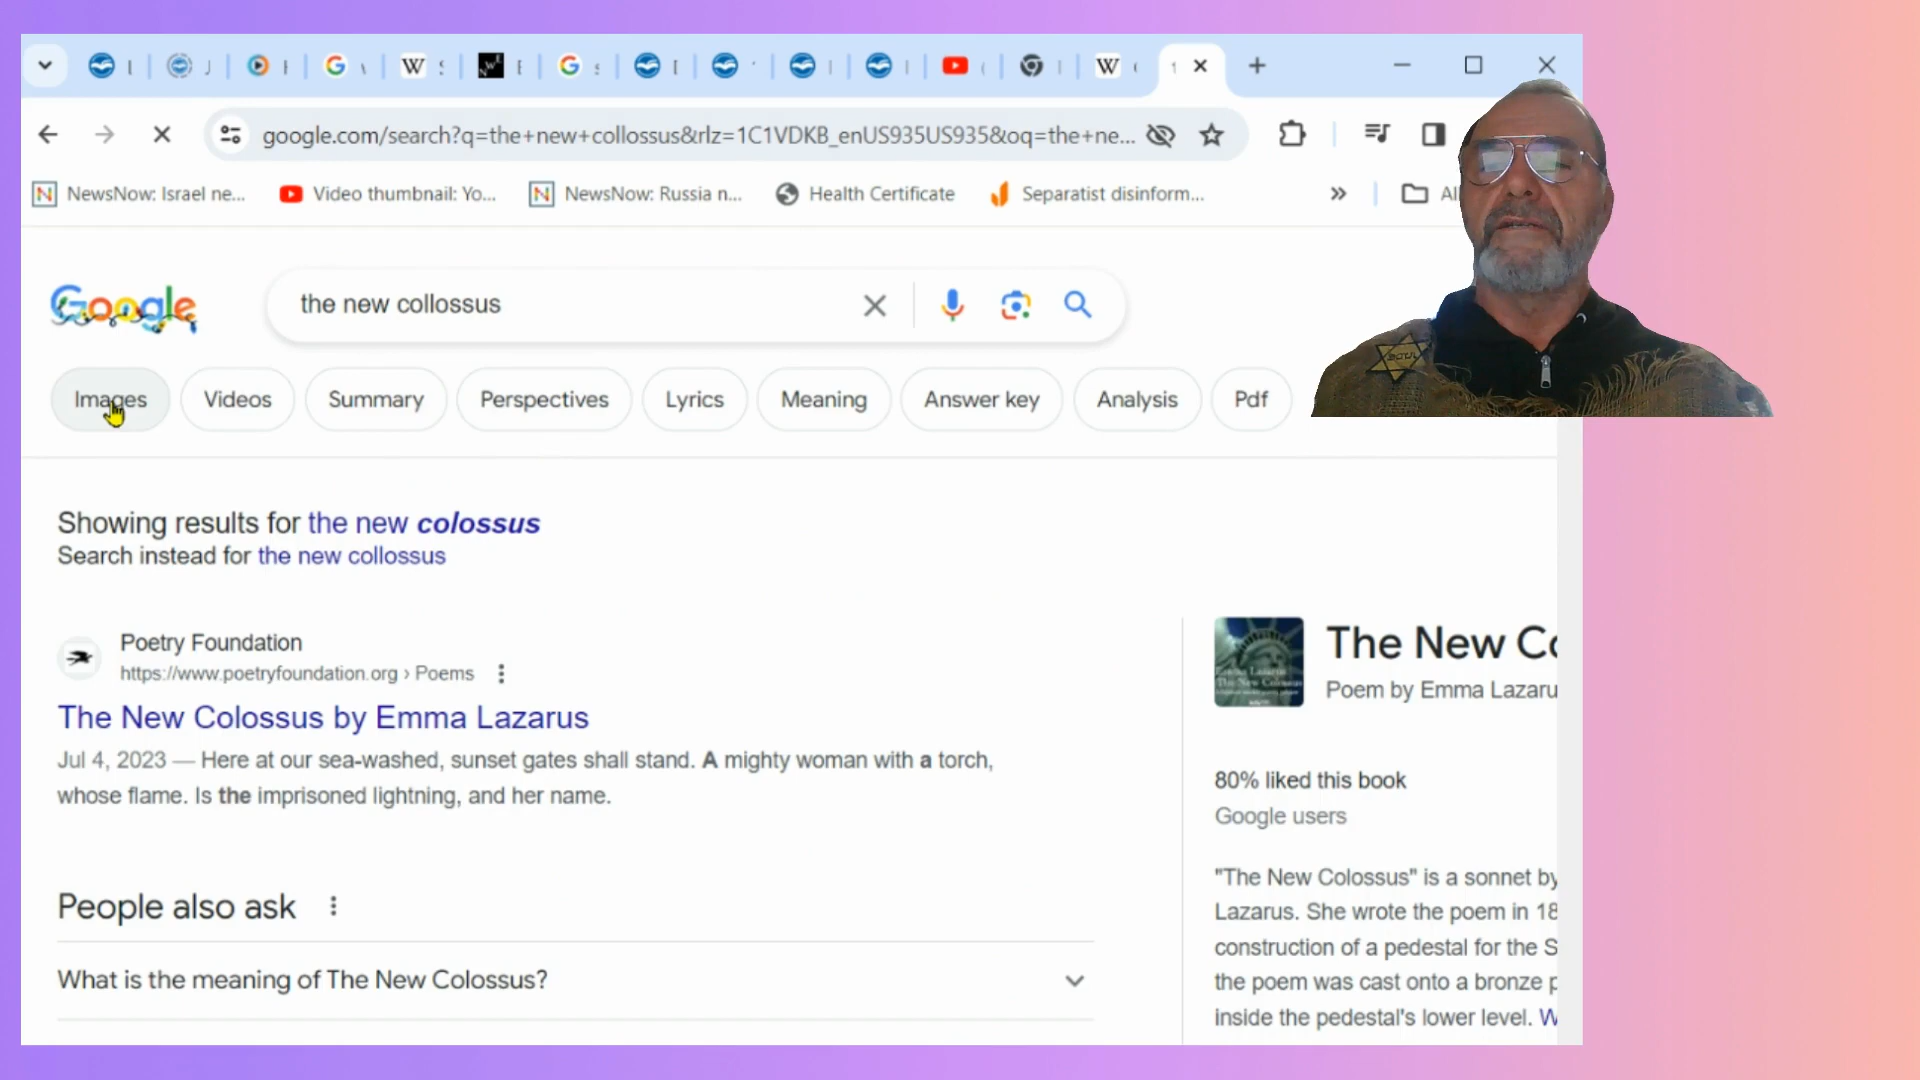 google.com/search?q=the+new+collossus&rlz=1C1VDKB_enUS935US935&oq=the+ne...
NewsNow: Israel ne...
Video thumbnail: Yo...
NewsNow: Russia n...
Health Certificate
Separatist disinform...
Google
the new collossus
Images
Videos
Summary
Perspectives
Lyrics
Meaning
Answer key
Analysis
Pdf
Showing results for the new colossus
Search instead for the new collossus
Poetry Foundation
https://www.poetryfoundation.org › Poems
The New Colossus by Emma Lazarus
Jul 4, 2023 — Here at our sea-washed, sunset gates shall stand. A mighty woman with a torch,
whose flame. Is the imprisoned lightning, and her name.
People also ask
What is the meaning of The New Colossus?
The New Co
Poem by Emma Lazaru
80% liked this book
Google users
"The New Colossus" is a sonnet by
Lazarus. She wrote the poem in 18
construction of a pedestal for the S
the poem was cast onto a bronze p
inside the pedestal's lower level. W